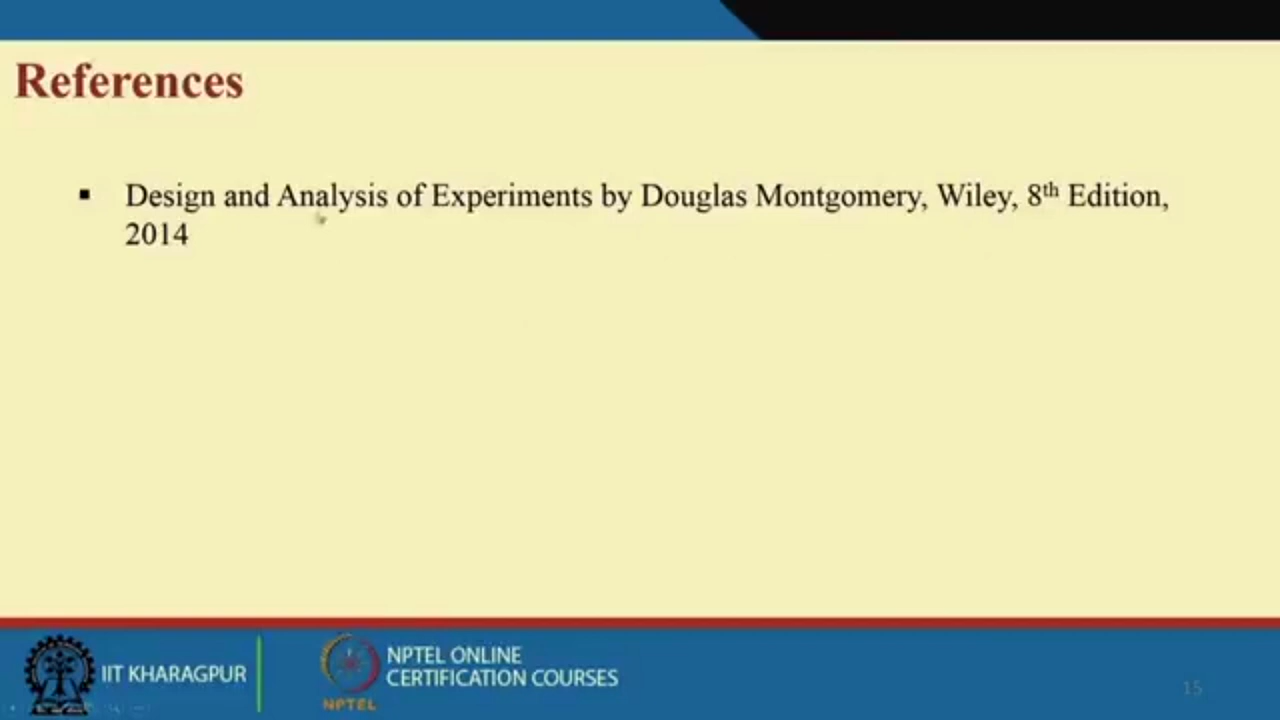 References
▪ Design and Analysis of Experiments by Douglas Montgomery, Wiley, 8th Edition,
2014
IIT KHARAGPUR
NPTEL
NPTEL ONLINE
CERTIFICATION COURSES
15